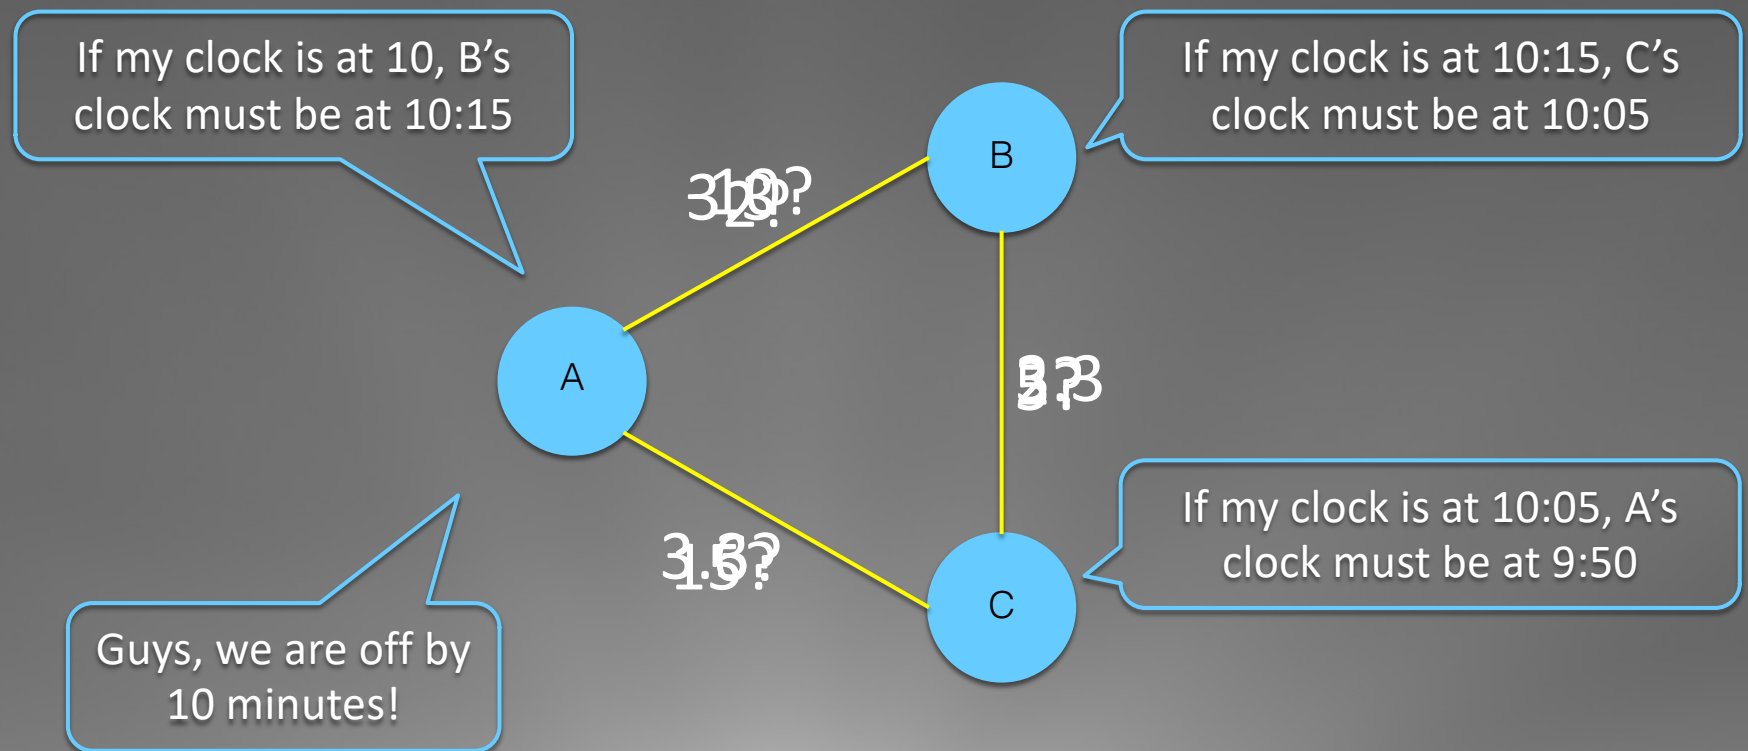 If my clock is at 10, B’s
clock must be at 10:15
If my clock is at 10:15, C’s
clock must be at 10:05
B
A
If my clock is at 10:05, A’s
clock must be at 9:50
C
Guys, we are off by
10 minutes!